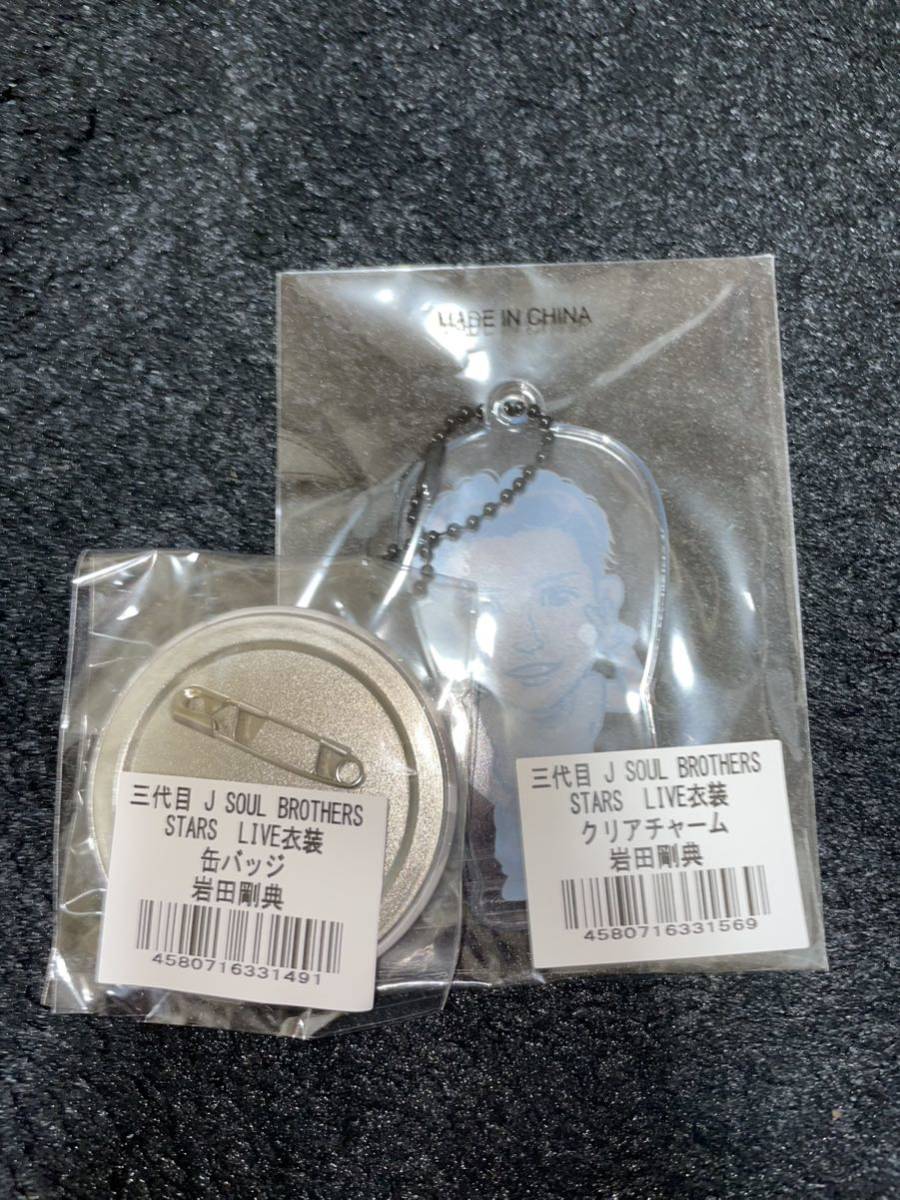 MADE IN CHINA
三代目 J SOUL BROTHERS
STARS LIVE衣装
クリアチャーム
岩田剛典
4580716331569
三代目 J SOUL BROTHERS
STARS LIVE衣装
缶バッジ
岩田剛典
4580716331491